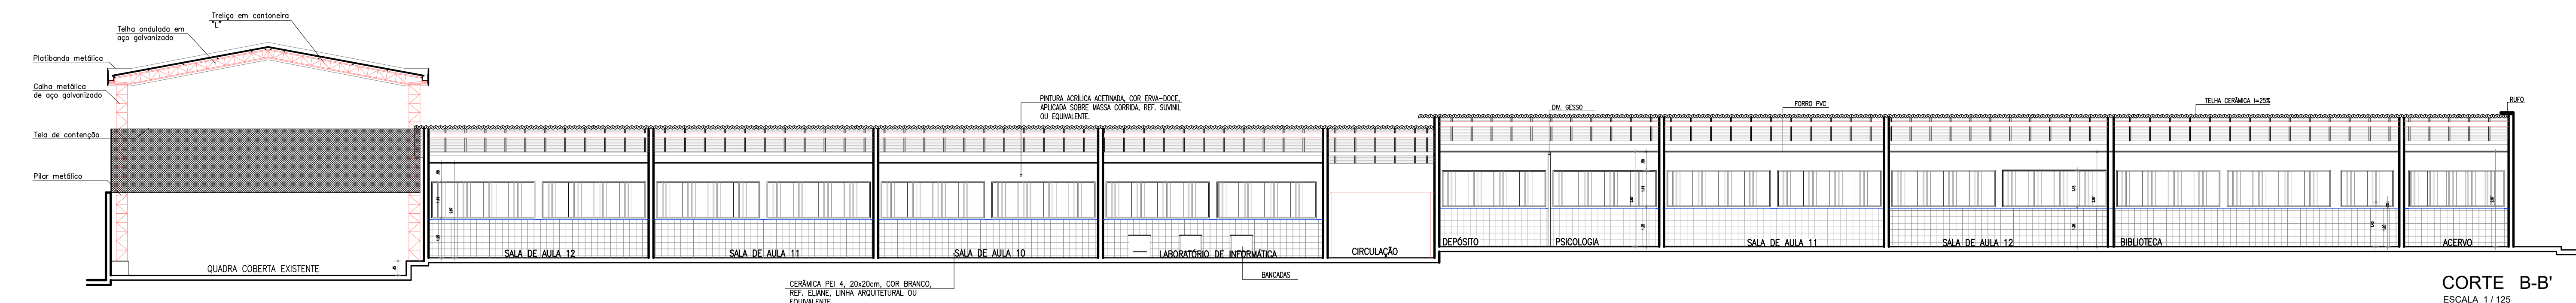 Treliça em cantoneira
"L"
Telha ondulada em
aço galvanizado
Platibanda metálica
Calha metálica
de aço galvanizado
Tela de contenção
Pilar metálico
QUADRA COBERTA EXISTENTE
PINTURA ACRÍLICA ACETINADA, COR ERVA-DOCE,
APLICADA SOBRE MASSA CORRIDA, REF. SUVINIL
OU EQUIVALENTE.
DIV. GESSO
FORRO PVC
TELHA CERÂMICA I=25%
RUFO
SALA DE AULA 12
SALA DE AULA 11
SALA DE AULA 10
LABORATÓRIO DE INFORMÁTICA
CIRCULAÇÃO
DEPÓSITO
PSICOLOGIA
SALA DE AULA 11
SALA DE AULA 12
BIBLIOTECA
ACERVO
BANCADAS
CERÂMICA PEI 4, 20x20cm, COR BRANCO,
REF. ELIANE, LINHA ARQUITETURAL OU
EQUIVALENTE
CORTE B-B'
ESCALA 1 / 125